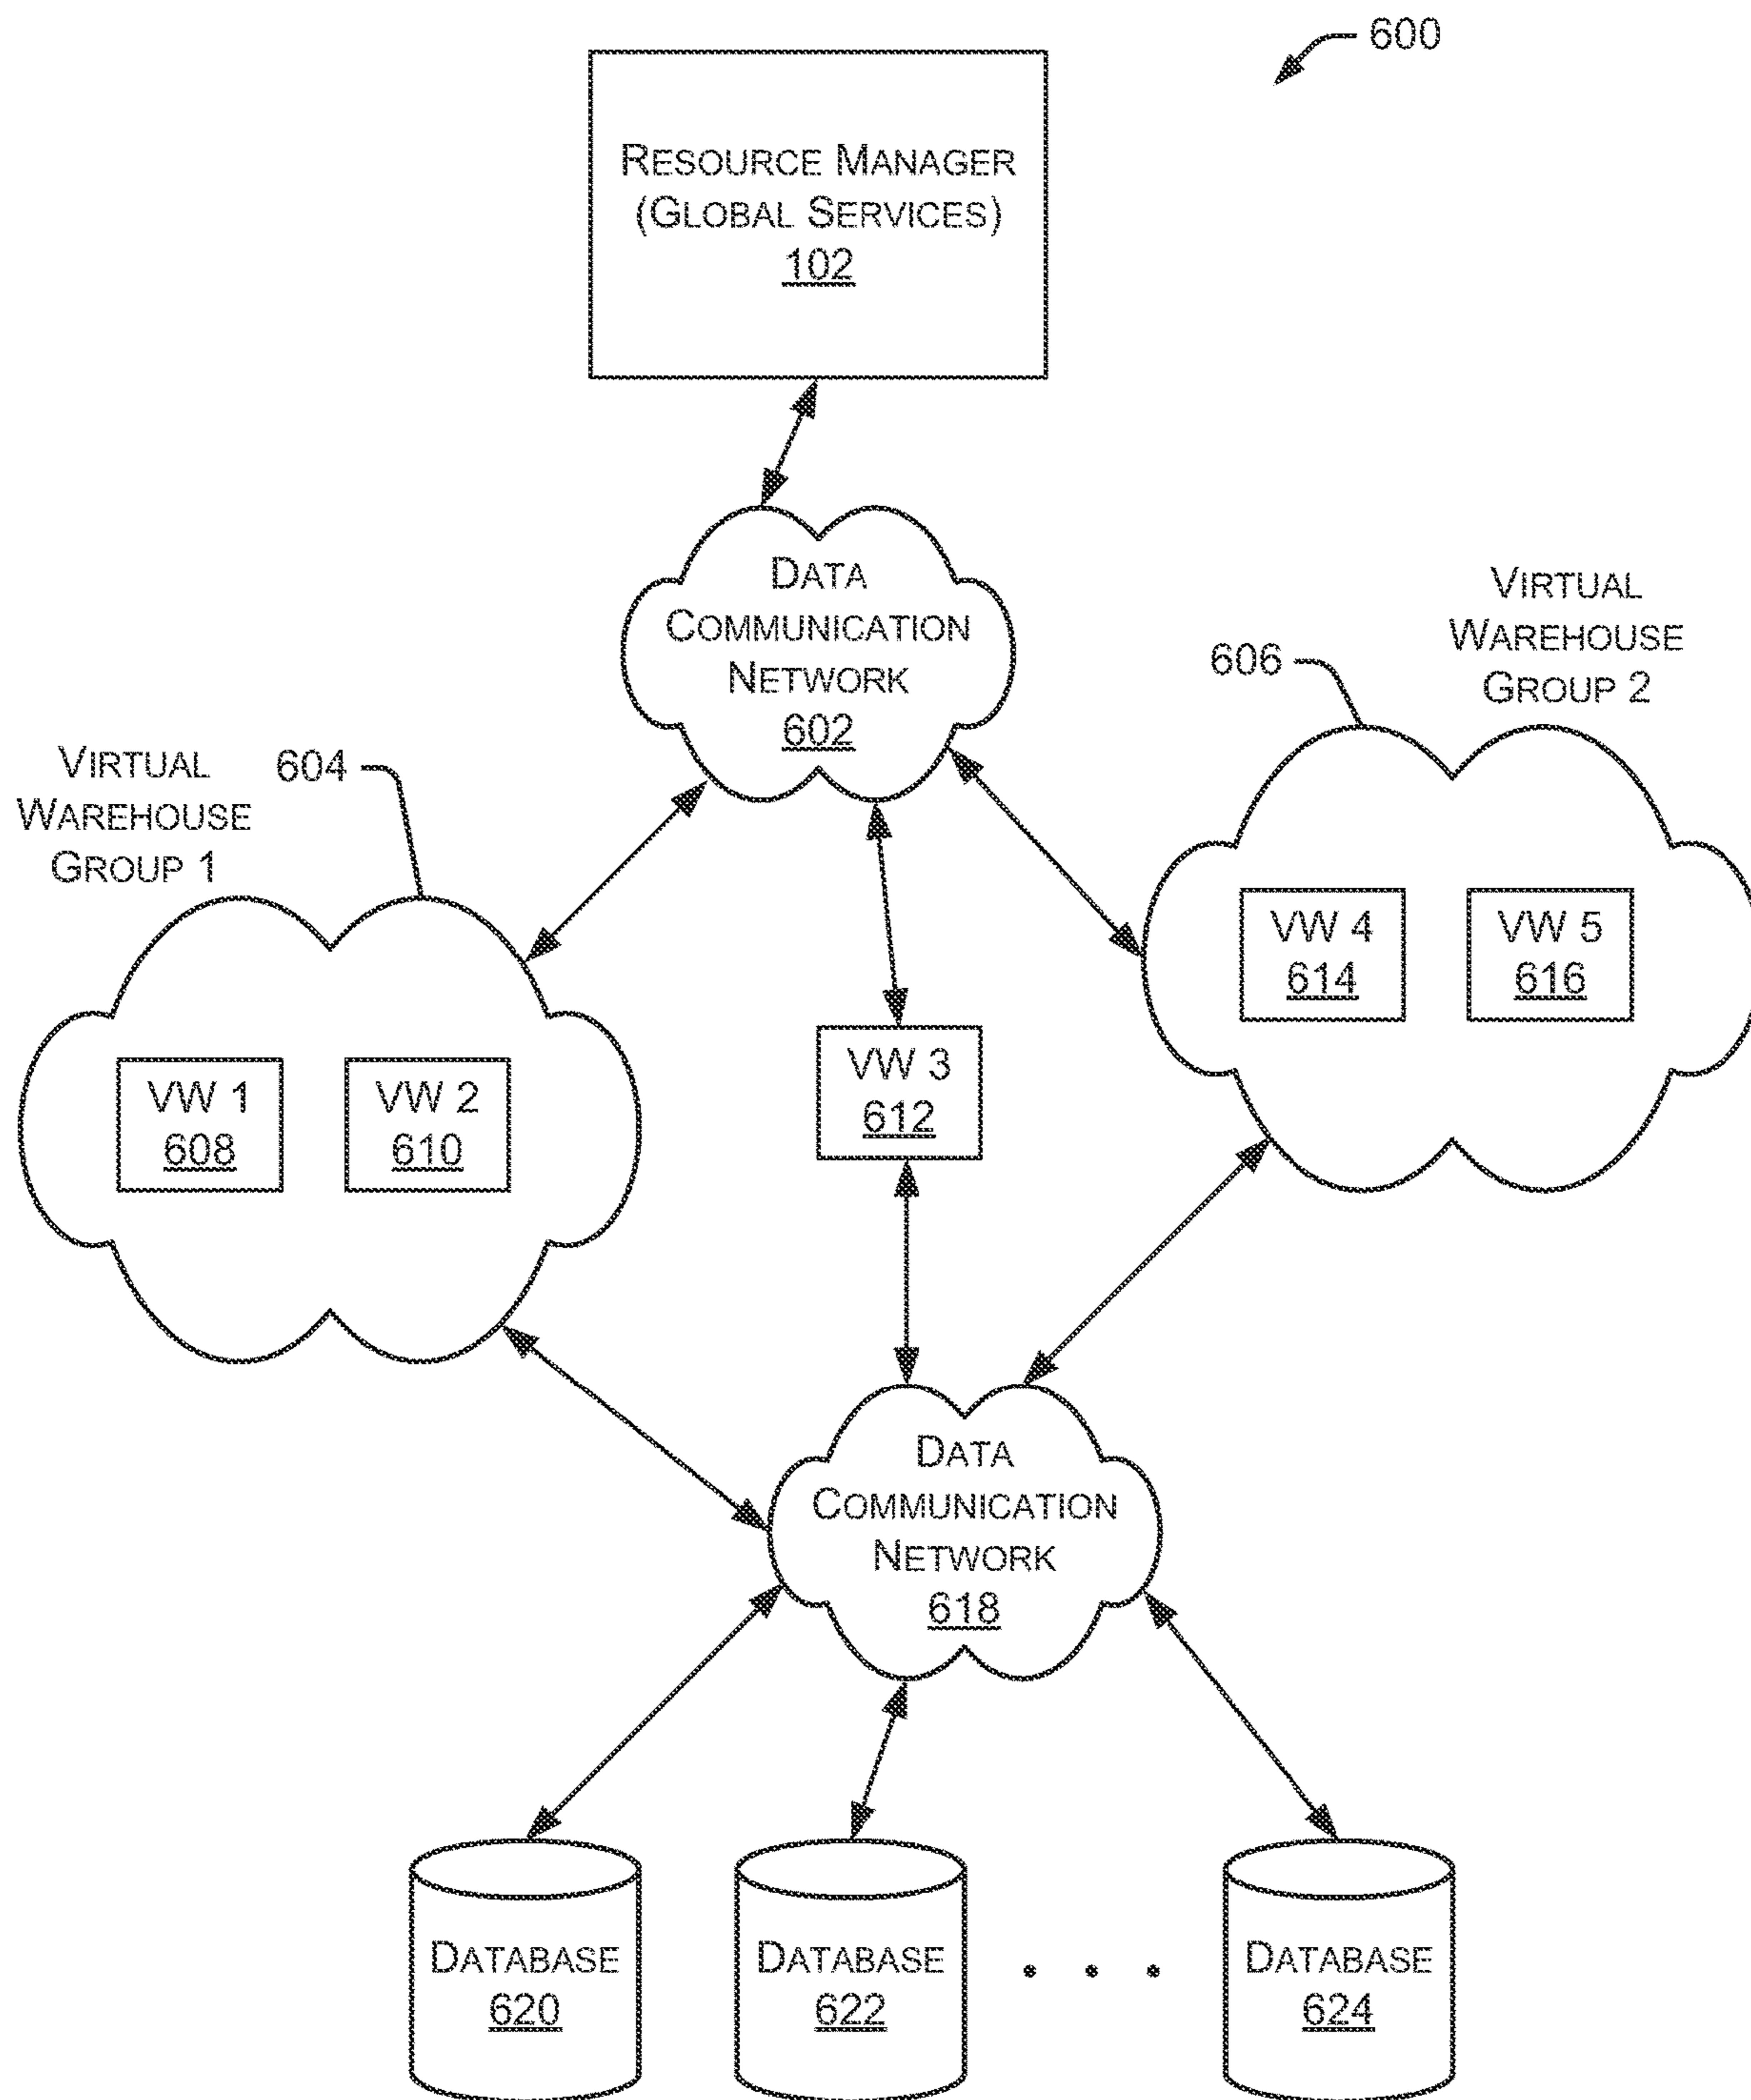 600
RESOURCE MANAGER
(GLOBAL SERVICES)
102
DATA
COMMUNICATION
NETWORK
602
VIRTUAL
WAREHOUSE
GROUP 2
606
VIRTUAL
WAREHOUSE
GROUP 1
604
VW 4
614
VW 5
616
VW 3
612
VW 1
608
VW 2
610
DATA
COMMUNICATION
NETWORK
618
DATABASE
620
DATABASE
622
. . .
DATABASE
624